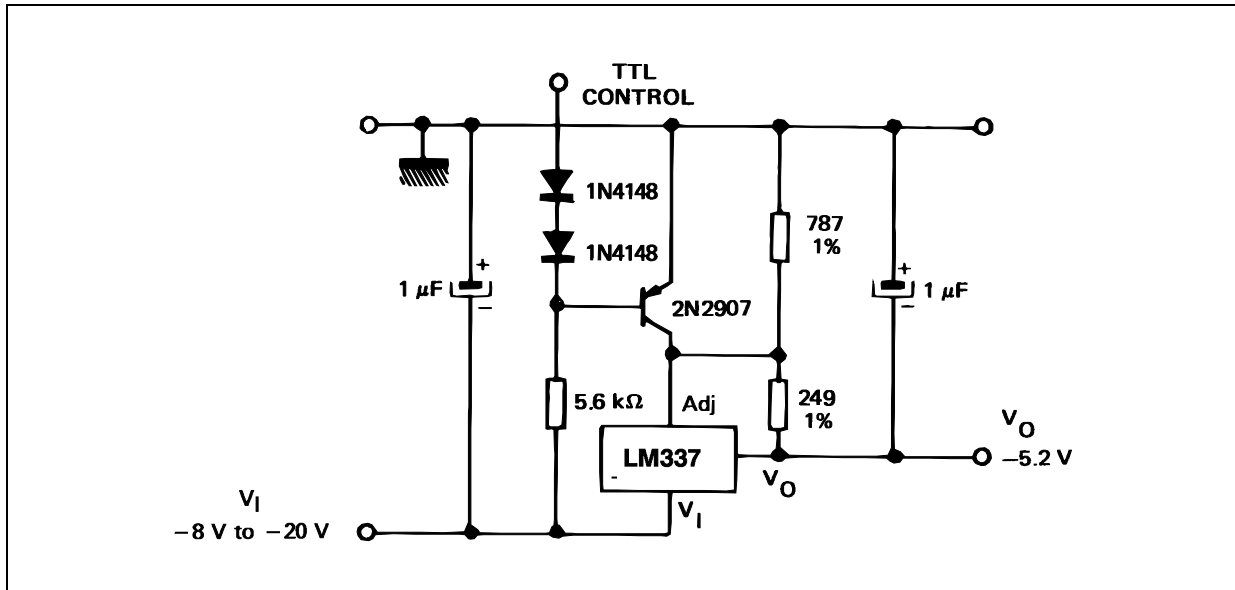 TTL
CONTROL
1N4148
1N4148
787
1%
+
1 μF
−
2N2907
+
1 μF
−
5.6 kΩ
Adj
249
1%
LM337
-
VO
VI
VO
−5.2 V
VI
−8 V to −20 V